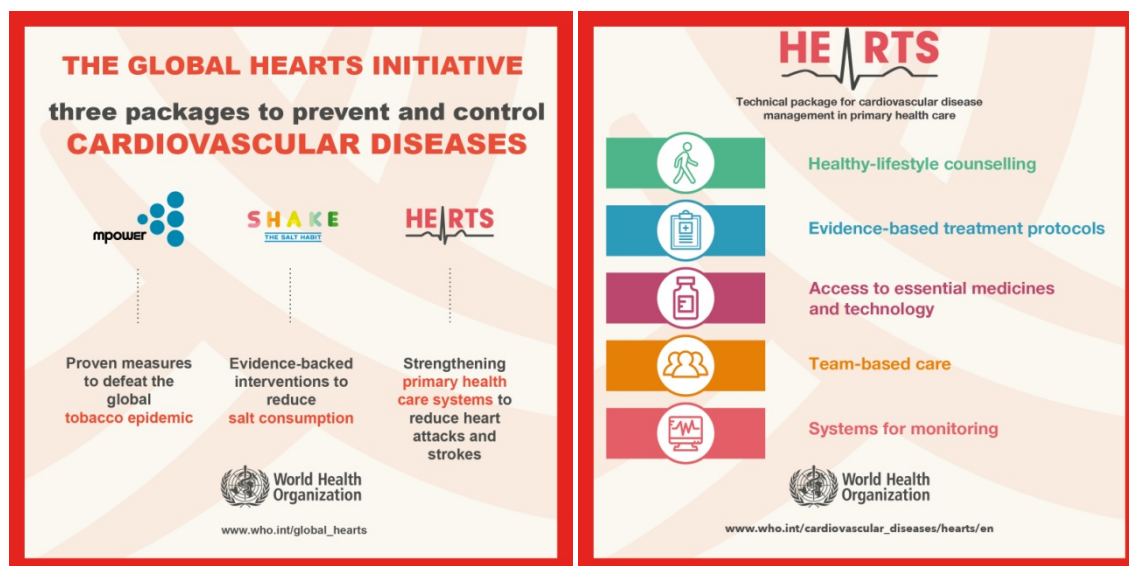 THE GLOBAL HEARTS INITIATIVE
three packages to prevent and control
CARDIOVASCULAR DISEASES
mpower
SHAKE
THE SALT HABIT
HEARTS
Proven measures
to defeat the
global
tobacco epidemic
Evidence-backed
interventions to
reduce
salt consumption
Strengthening
primary health
care systems to
reduce heart
attacks and
strokes
World Health
Organization
www.who.int/global_hearts
HEARTS
Technical package for cardiovascular disease
management in primary health care
Healthy-lifestyle counselling
Evidence-based treatment protocols
Access to essential medicines
and technology
Team-based care
Systems for monitoring
World Health
Organization
www.who.int/cardiovascular_diseases/hearts/en